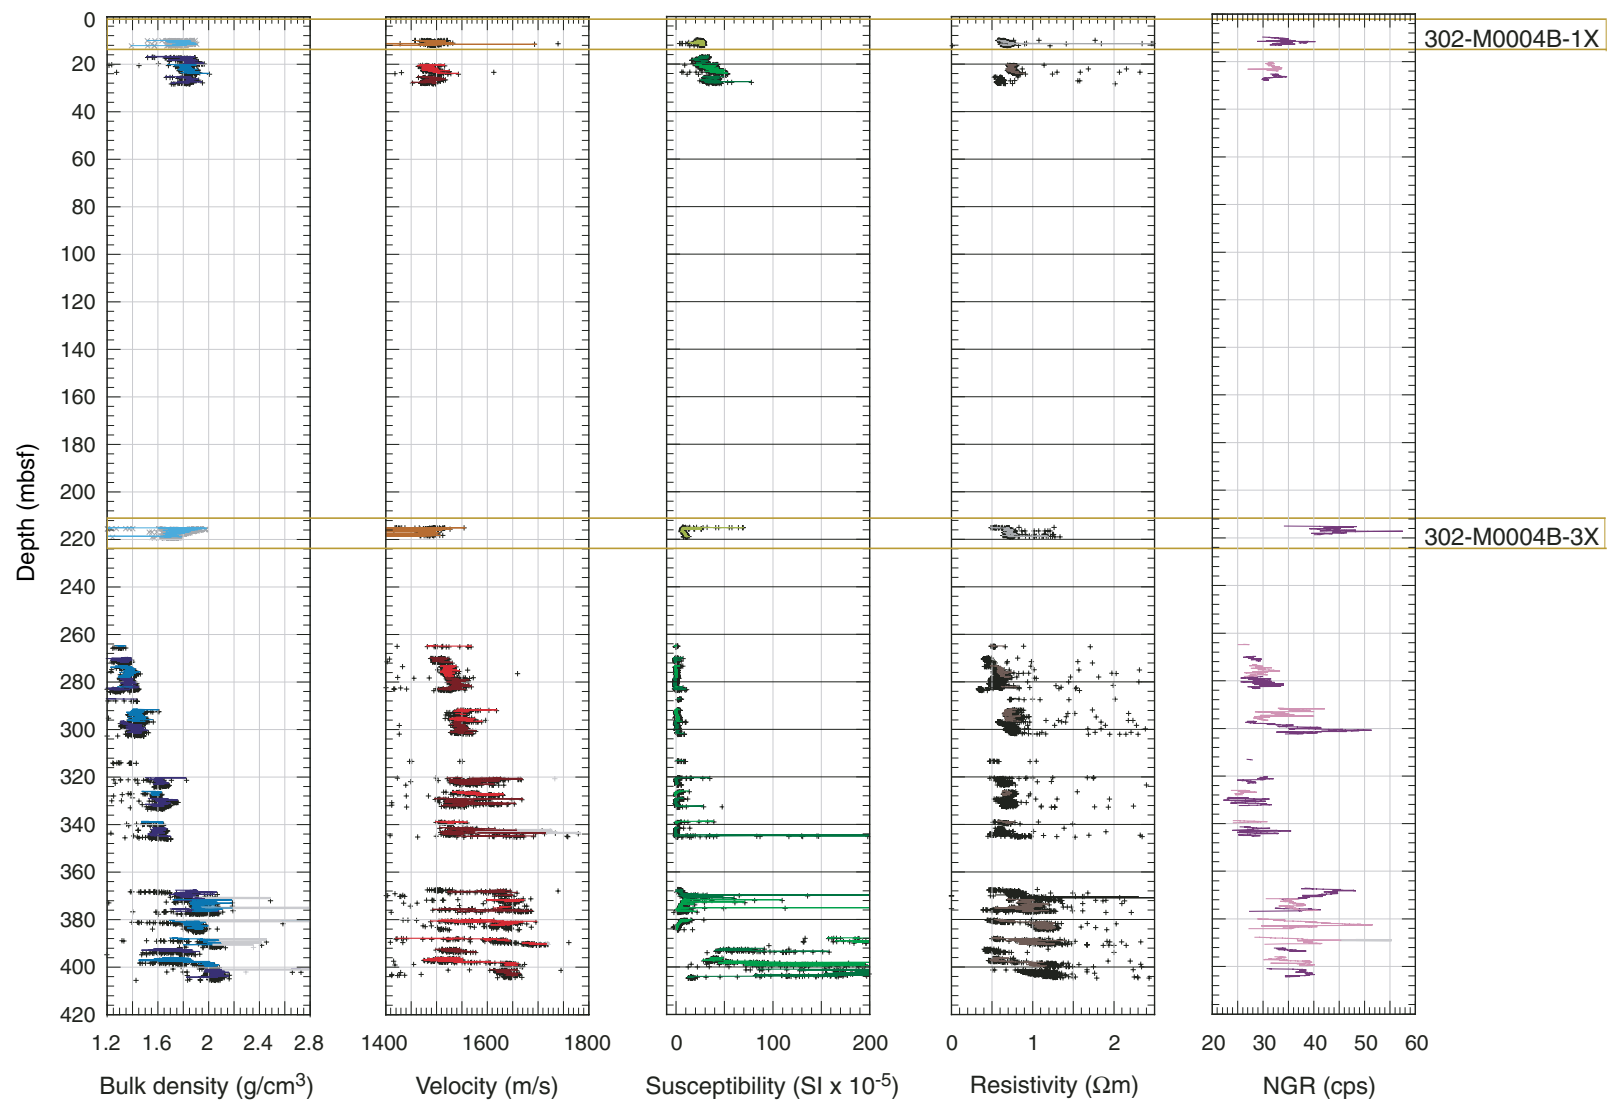 0
20
40
60
80
100
120
140
160
180
200
220
240
260
280
300
320
340
360
380
400
420
Depth (mbsf)
302-M0004B-1X
302-M0004B-3X
1.2 1.6 2 2.4 2.8
1400 1600 1800
0 100 200
0 1 2
20 30 40 50 60
Bulk density (g/cm³)
Velocity (m/s)
Susceptibility (SI x 10⁻⁵)
Resistivity (Ωm)
NGR (cps)